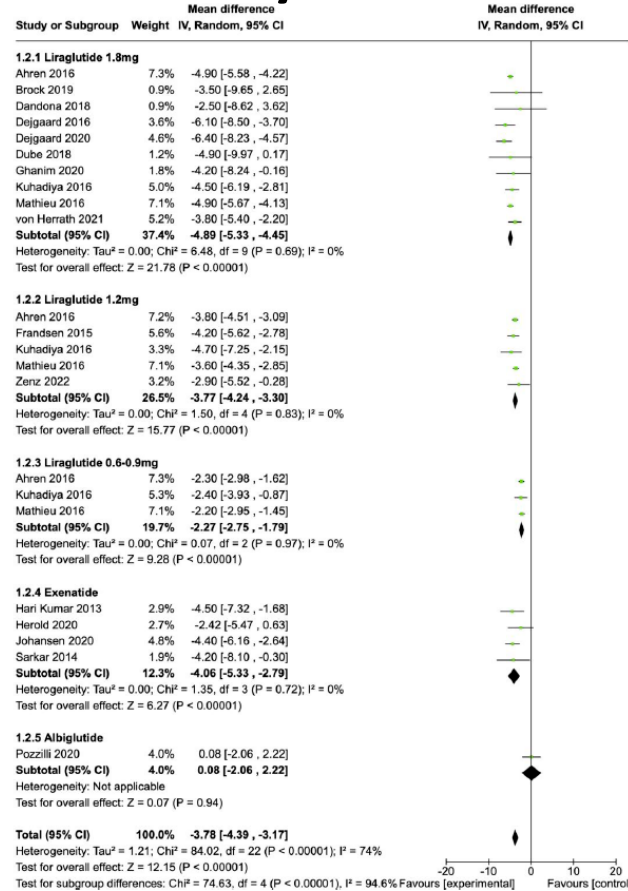 Mean difference Mean difference
Study or Subgroup Weight IV, Random, 95% CI IV, Random, 95% CI
1.2.1 Liraglutide 1.8mg
Ahren 2016 7.3% -4.90 [-5.58 , -4.22]
Brock 2019 0.9% -3.50 [-9.65 , 2.65]
Dandona 2018 0.9% -2.50 [-8.62 , 3.62]
Dejgaard 2016 3.6% -6.10 [-8.50 , -3.70]
Dejgaard 2020 4.6% -6.40 [-8.23 , -4.57]
Dube 2018 1.2% -4.90 [-9.97 , 0.17]
Ghanim 2020 1.8% -4.20 [-8.24 , -0.16]
Kuhadiya 2016 5.0% -4.50 [-6.19 , -2.81]
Mathieu 2016 7.1% -4.90 [-5.67 , -4.13]
von Herrath 2021 5.2% -3.80 [-5.40 , -2.20]
Subtotal (95% CI) 37.4% -4.89 [-5.33 , -4.45]
Heterogeneity: Tau² = 0.00; Chi² = 6.48, df = 9 (P = 0.69); I² = 0%
Test for overall effect: Z = 21.78 (P < 0.00001)
1.2.2 Liraglutide 1.2mg
Ahren 2016 7.2% -3.80 [-4.51 , -3.09]
Frandsen 2015 5.6% -4.20 [-5.62 , -2.78]
Kuhadiya 2016 3.3% -4.70 [-7.25 , -2.15]
Mathieu 2016 7.1% -3.60 [-4.35 , -2.85]
Zenz 2022 3.2% -2.90 [-5.52 , -0.28]
Subtotal (95% CI) 26.5% -3.77 [-4.24 , -3.30]
Heterogeneity: Tau² = 0.00; Chi² = 1.50, df = 4 (P = 0.83); I² = 0%
Test for overall effect: Z = 15.77 (P < 0.00001)
1.2.3 Liraglutide 0.6-0.9mg
Ahren 2016 7.3% -2.30 [-2.98 , -1.62]
Kuhadiya 2016 5.3% -2.40 [-3.93 , -0.87]
Mathieu 2016 7.1% -2.20 [-2.95 , -1.45]
Subtotal (95% CI) 19.7% -2.27 [-2.75 , -1.79]
Heterogeneity: Tau² = 0.00; Chi² = 0.07, df = 2 (P = 0.97); I² = 0%
Test for overall effect: Z = 9.28 (P < 0.00001)
1.2.4 Exenatide
Hari Kumar 2013 2.9% -4.50 [-7.32 , -1.68]
Herold 2020 2.7% -2.42 [-5.47 , 0.63]
Johansen 2020 4.8% -4.40 [-6.16 , -2.64]
Sarkar 2014 1.9% -4.20 [-8.10 , -0.30]
Subtotal (95% CI) 12.3% -4.06 [-5.33 , -2.79]
Heterogeneity: Tau² = 0.00; Chi² = 1.35, df = 3 (P = 0.72); I² = 0%
Test for overall effect: Z = 6.27 (P < 0.00001)
1.2.5 Albiglutide
Pozzilli 2020 4.0% 0.08 [-2.06 , 2.22]
Subtotal (95% CI) 4.0% 0.08 [-2.06 , 2.22]
Heterogeneity: Not applicable
Test for overall effect: Z = 0.07 (P = 0.94)
Total (95% CI) 100.0% -3.78 [-4.39 , -3.17]
Heterogeneity: Tau² = 1.21; Chi² = 84.02, df = 22 (P < 0.00001); I² = 74%
Test for overall effect: Z = 12.15 (P < 0.00001)
-20 -10 0 10 20
Test for subgroup differences: Chi² = 74.63, df = 4 (P < 0.00001), I² = 94.6% Favours [experimental] Favours [control]